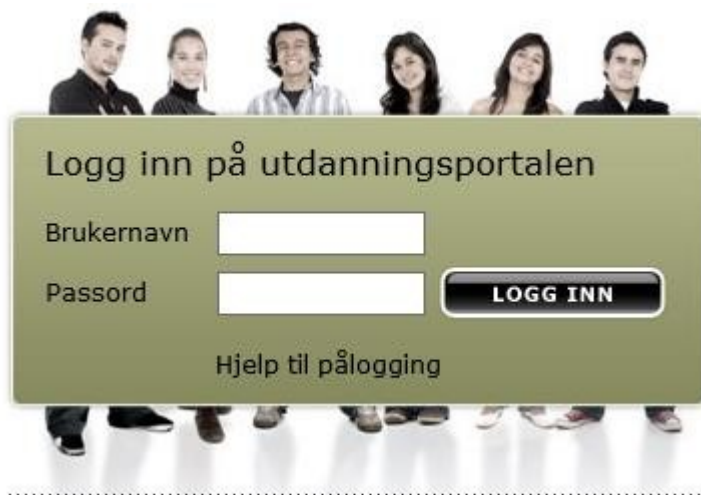 Logg inn på utdanningsportalen
Brukernavn
Passord
LOGG INN
Hjelp til pålogging